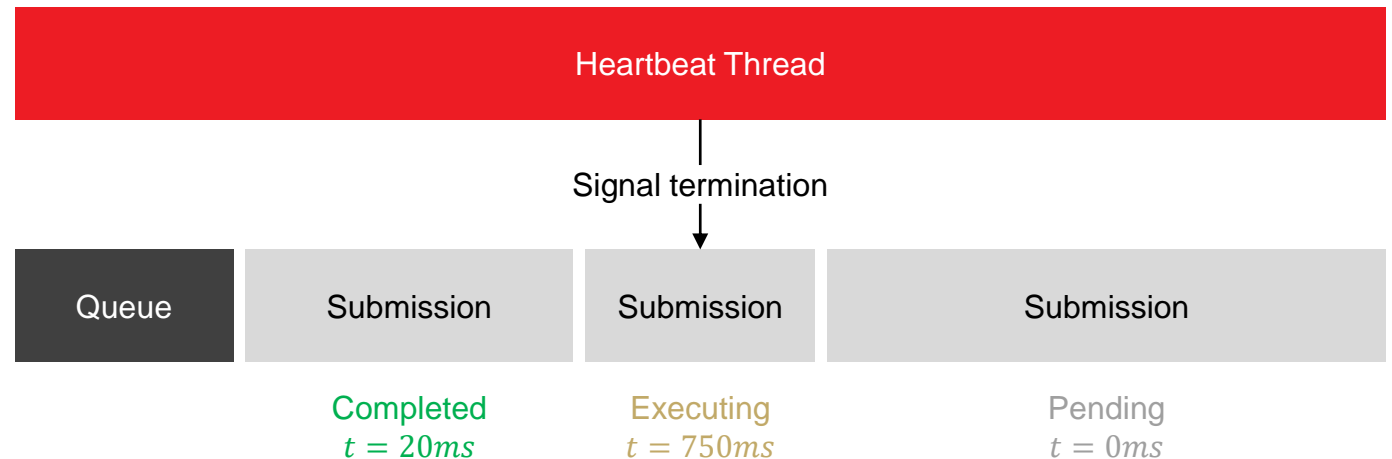 Heartbeat Thread
Signal termination
Queue
Submission
Submission
Submission
Completed
t = 20ms
Executing
t = 750ms
Pending
t = 0ms